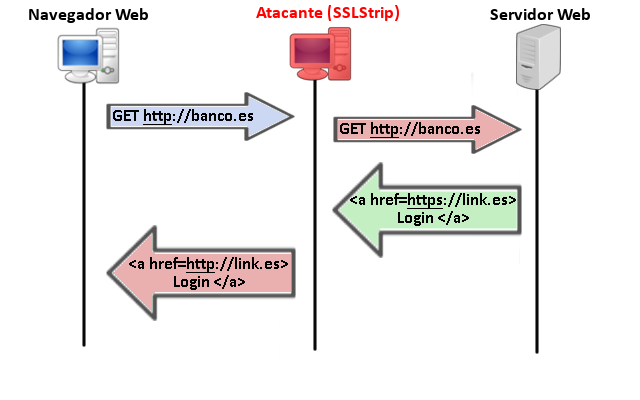 Navegador Web
Atacante (SSLStrip)
Servidor Web
GET http://banco.es
GET http://banco.es
<a href=https://link.es>
Login </a>
<a href=http://link.es>
Login </a>